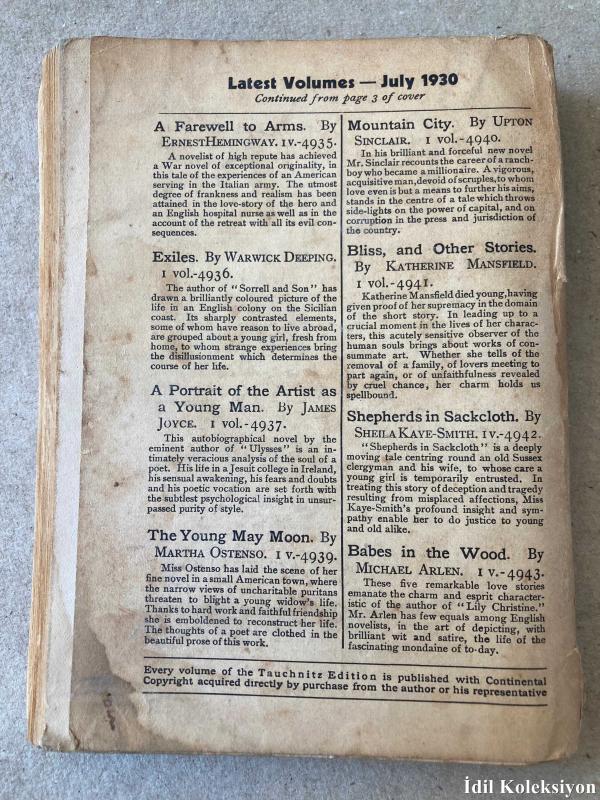 Latest Volumes — July 1930
Continued from page 3 of cover
A Farewell to Arms. By
ERNEST HEMINGWAY. 1 v.-4935.
A novelist of high repute has achieved
a War novel of exceptional originality, in
this tale of the experiences of an American
serving in the Italian army. The utmost
degree of frankness and realism has been
attained in the love-story of the hero and
an English hospital nurse as well as in the
account of the retreat with all its evil con-
sequences.
Exiles. By WARWICK DEEPING.
1 vol.-4936.
The author of "Sorrell and Son" has
drawn a brilliantly coloured picture of the
life in an English colony on the Sicilian
coast. Its sharply contrasted elements,
some of whom have reason to live abroad,
are grouped about a young girl, fresh from
home, to whom strange experiences bring
the disillusionment which determines the
course of her life.
A Portrait of the Artist as
a Young Man. By JAMES
JOYCE. 1 vol.-4937.
This autobiographical novel by the
eminent author of "Ulysses" is an in-
timately veracious analysis of the soul of a
poet. His life in a Jesuit college in Ireland,
his sensual awakening, his fears and doubts
and his poetic vocation are set forth with
the subtlest psychological insight in unsur-
passed purity of style.
The Young May Moon. By
MARTHA OSTENSO. 1 v.-4939.
Miss Ostenso has laid the scene of her
fine novel in a small American town, where
the narrow views of uncharitable puritans
threaten to blight a young widow's life.
Thanks to hard work and faithful friendship
she is emboldened to reconstruct her life.
The thoughts of a poet are clothed in the
beautiful prose of this work.
Mountain City. By UPTON
SINCLAIR. 1 vol.-4940.
In his brilliant and forceful new novel
Mr. Sinclair recounts the career of a ranch-
boy who became a millionaire. A vigorous,
acquisitive man, devoid of scruples, to whom
love even is but a means to further his aims,
stands in the centre of a tale which throws
side-lights on the power of capital, and on
corruption in the press and jurisdiction of
the country.
Bliss, and Other Stories.
By KATHERINE MANSFIELD.
1 vol.-4941.
Katherine Mansfield died young, having
given proof of her supremacy in the domain
of the short story. In leading up to a
crucial moment in the lives of her charac-
ters, this acutely sensitive observer of the
human souls brings about works of con-
summate art. Whether she tells of the
removal of a family, of lovers meeting to
part again, or of unfaithfulness revealed
by cruel chance, her charm holds us
spellbound.
Shepherds in Sackcloth. By
SHEILA KAYE-SMITH. 1 v.-4942.
"Shepherds in Sackcloth" is a deeply
moving tale centring round an old Sussex
clergyman and his wife, to whose care a
young girl is temporarily entrusted. In
treating this story of deception and tragedy
resulting from misplaced affections, Miss
Kaye-Smith's profound insight and sym-
pathy enable her to do justice to young
and old alike.
Babes in the Wood. By
MICHAEL ARLEN. 1 v.-4943.
These five remarkable love stories
emanate the charm and esprit character-
istic of the author of "Lily Christine."
Mr. Arlen has few equals among English
novelists, in the art of depicting, with
brilliant wit and satire, the life of the
fascinating mondaine of to-day.
Every volume of the Tauchnitz Edition is published with Continental
Copyright acquired directly by purchase from the author or his representative
İdil Koleksiyon